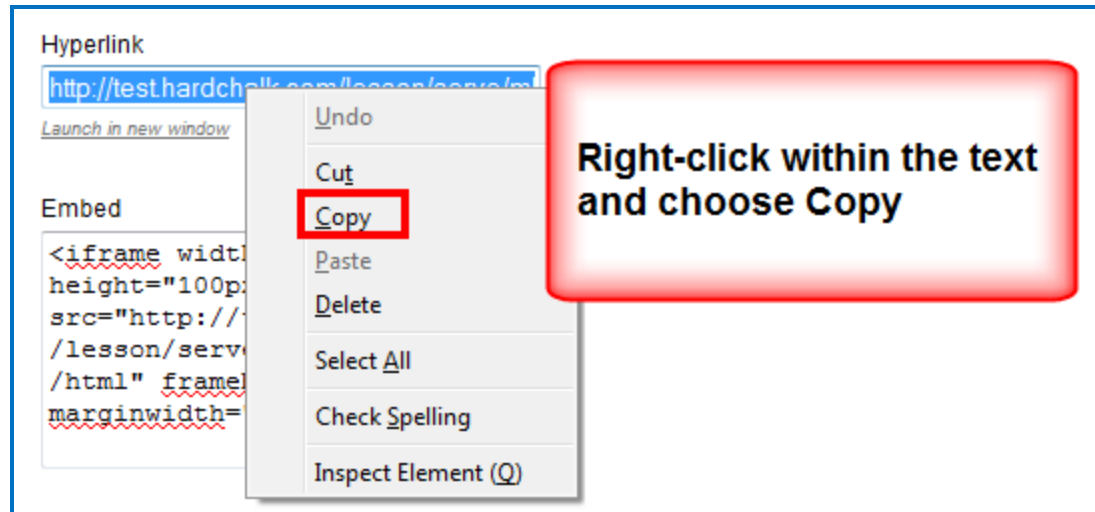 Hyperlink
http://test.hardchalk.com/lesson/serve/m
Launch in new window
Undo
Cut
Copy
Paste
Delete
Select All
Check Spelling
Inspect Element (Q)
Right-click within the text
and choose Copy
Embed
<iframe
height="100p
src="http://
/lesson/serv
/html"
marginwidth=